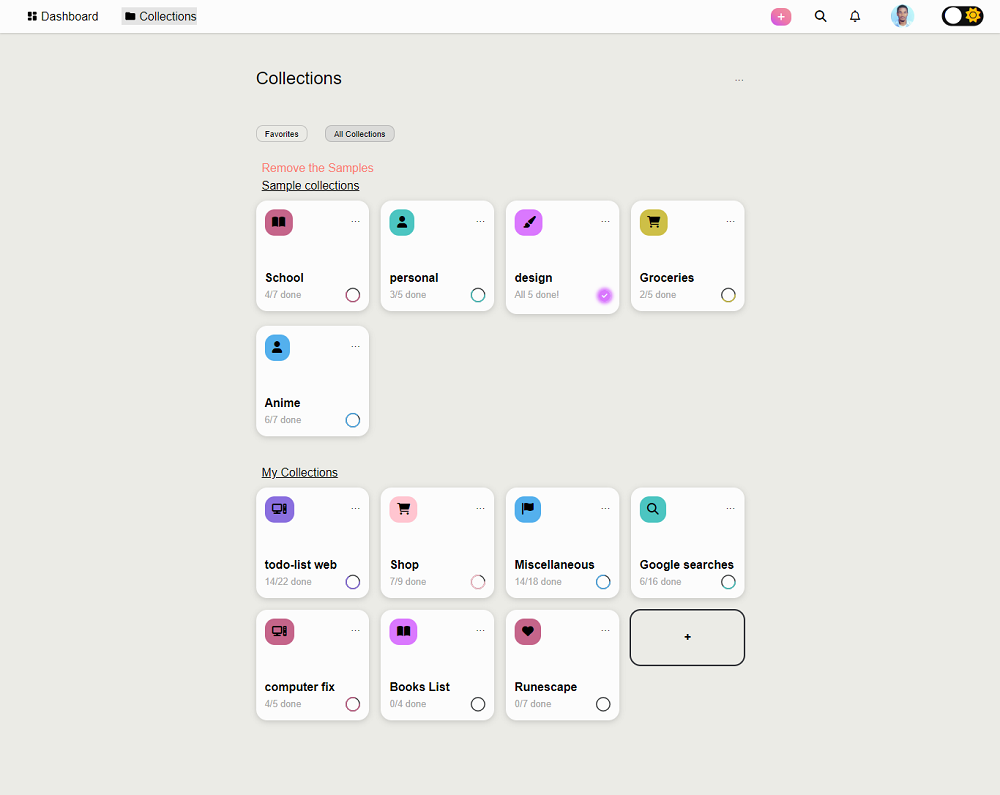 Dashboard Collections
Collections ...
Favorites All Collections
Remove the Samples
Sample collections
... ... ... ...
School personal design Groceries
4/7 done 3/5 done All 5 done! 2/5 done
...
Anime
6/7 done
My Collections
... ... ... ...
todo-list web Shop Miscellaneous Google searches
14/22 done 7/9 done 14/18 done 6/16 done
... ... ... +
computer fix Books List Runescape
4/5 done 0/4 done 0/7 done